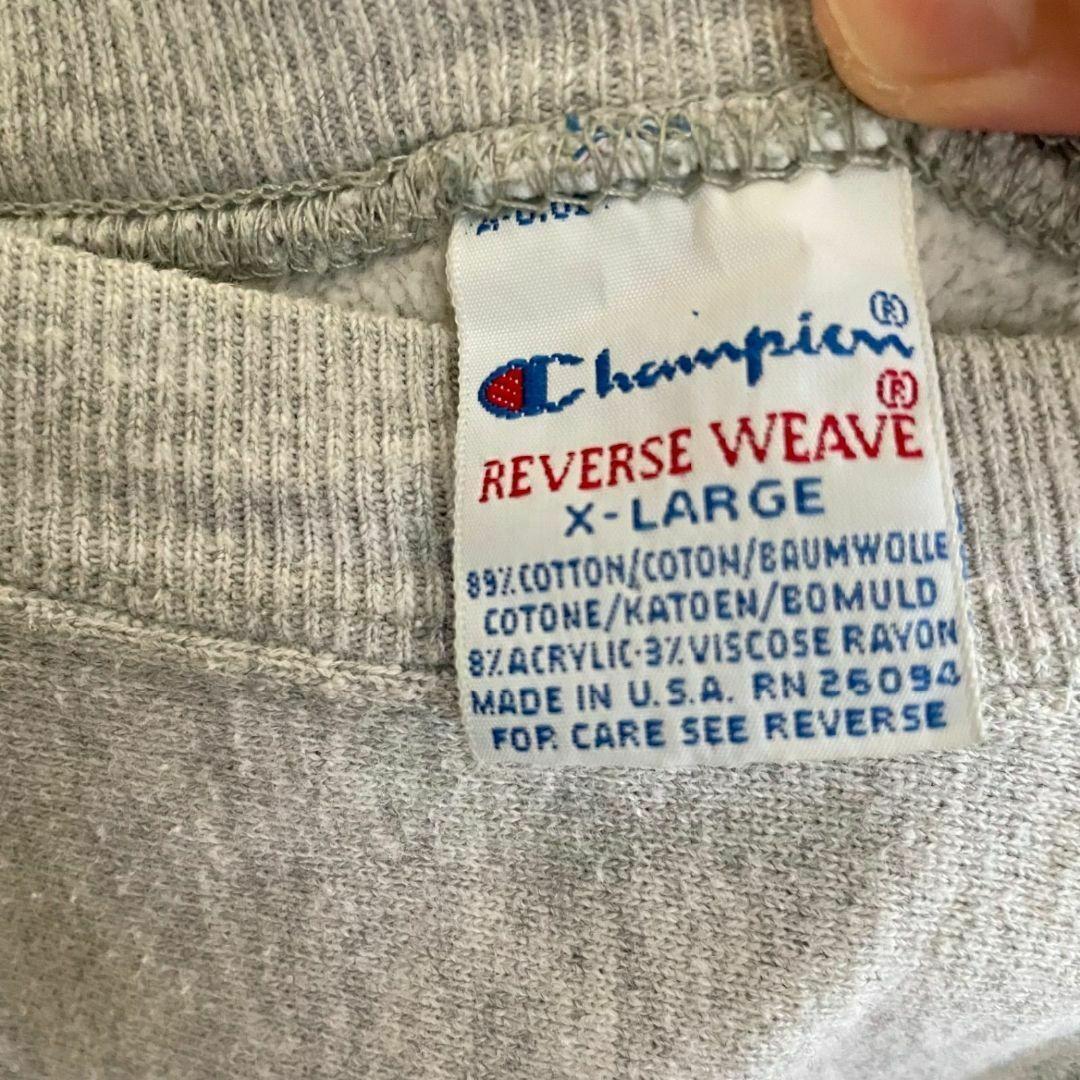 Champion®
REVERSE WEAVE®
X-LARGE
89% COTTON/COTON/BAUMWOLLE
COTONE/KATOEN/BOMULD
8% ACRYLIC·3% VISCOSE RAYON
MADE IN U.S.A. RN 26094
FOR CARE SEE REVERSE